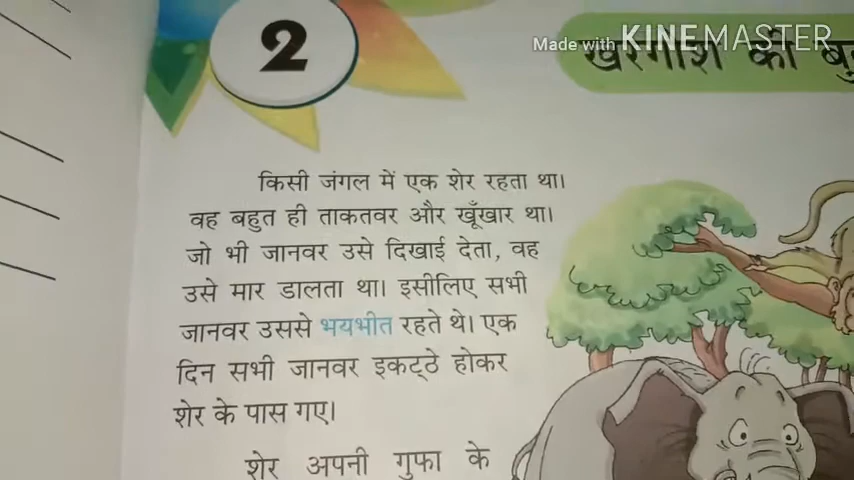 2
Made with KINEMASTER
खरगोश की
किसी जंगल में एक शेर रहता था।
वह बहुत ही ताकतवर और खूँखार था।
जो भी जानवर उसे दिखाई देता, वह
उसे मार डालता था। इसीलिए सभी
जानवर उससे भयभीत रहते थे। एक
दिन सभी जानवर इकट्ठे होकर
शेर के पास गए।
शेर अपनी गुफा के